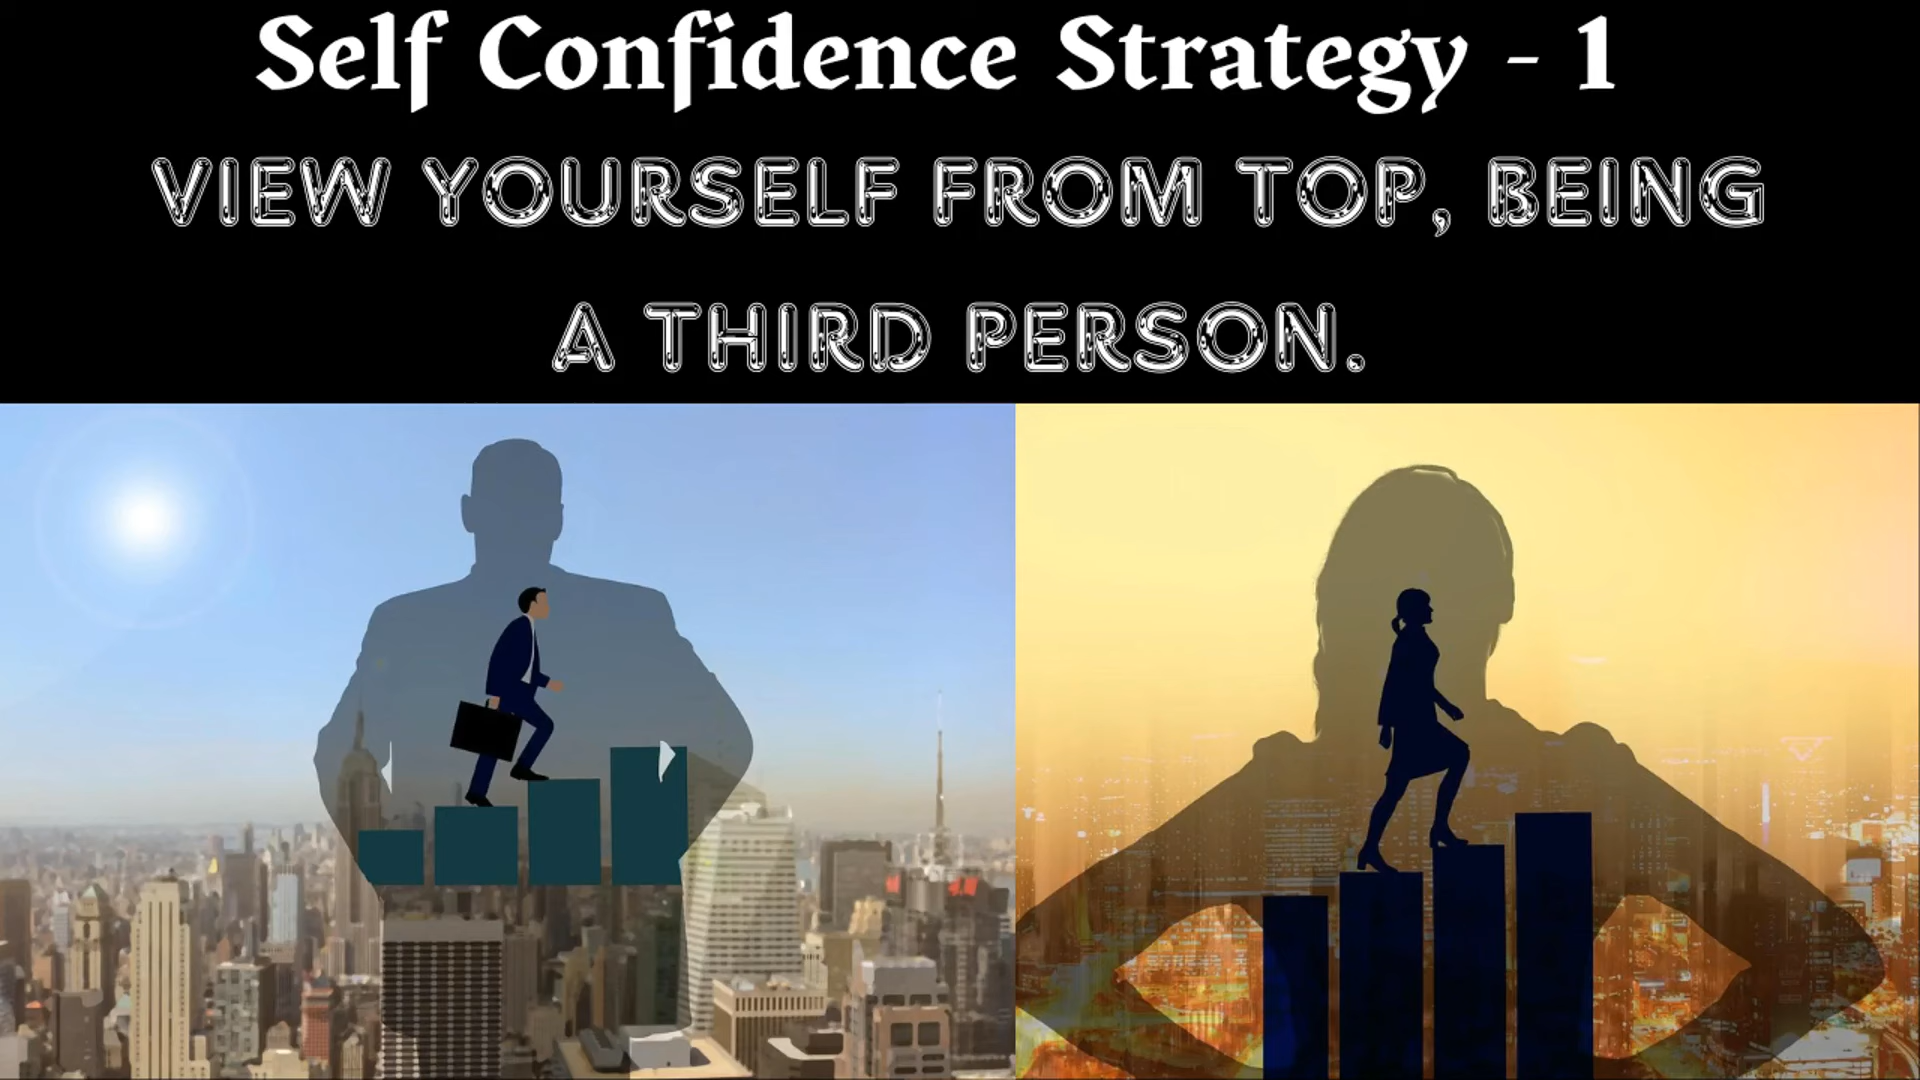 Self Confidence Strategy - 1
VIEW YOURSELF FROM TOP, BEING
A THIRD PERSON.